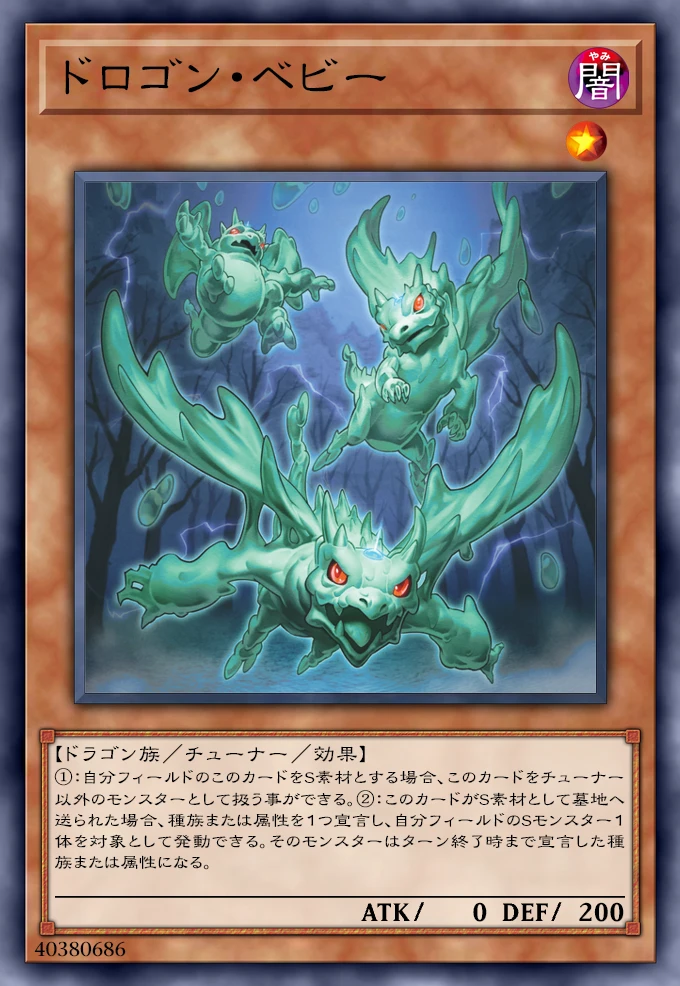 ドロゴン・ベビー
やみ
闇
【ドラゴン族／チューナー／効果】
①：自分フィールドのこのカードをS素材とする場合、このカードをチューナー
以外のモンスターとして扱う事ができる。②：このカードがS素材として墓地へ
送られた場合、種族または属性を1つ宣言し、自分フィールドのSモンスター1
体を対象として発動できる。そのモンスターはターン終了時まで宣言した種
族または属性になる。
ATK/ 0 DEF/ 200
40380686